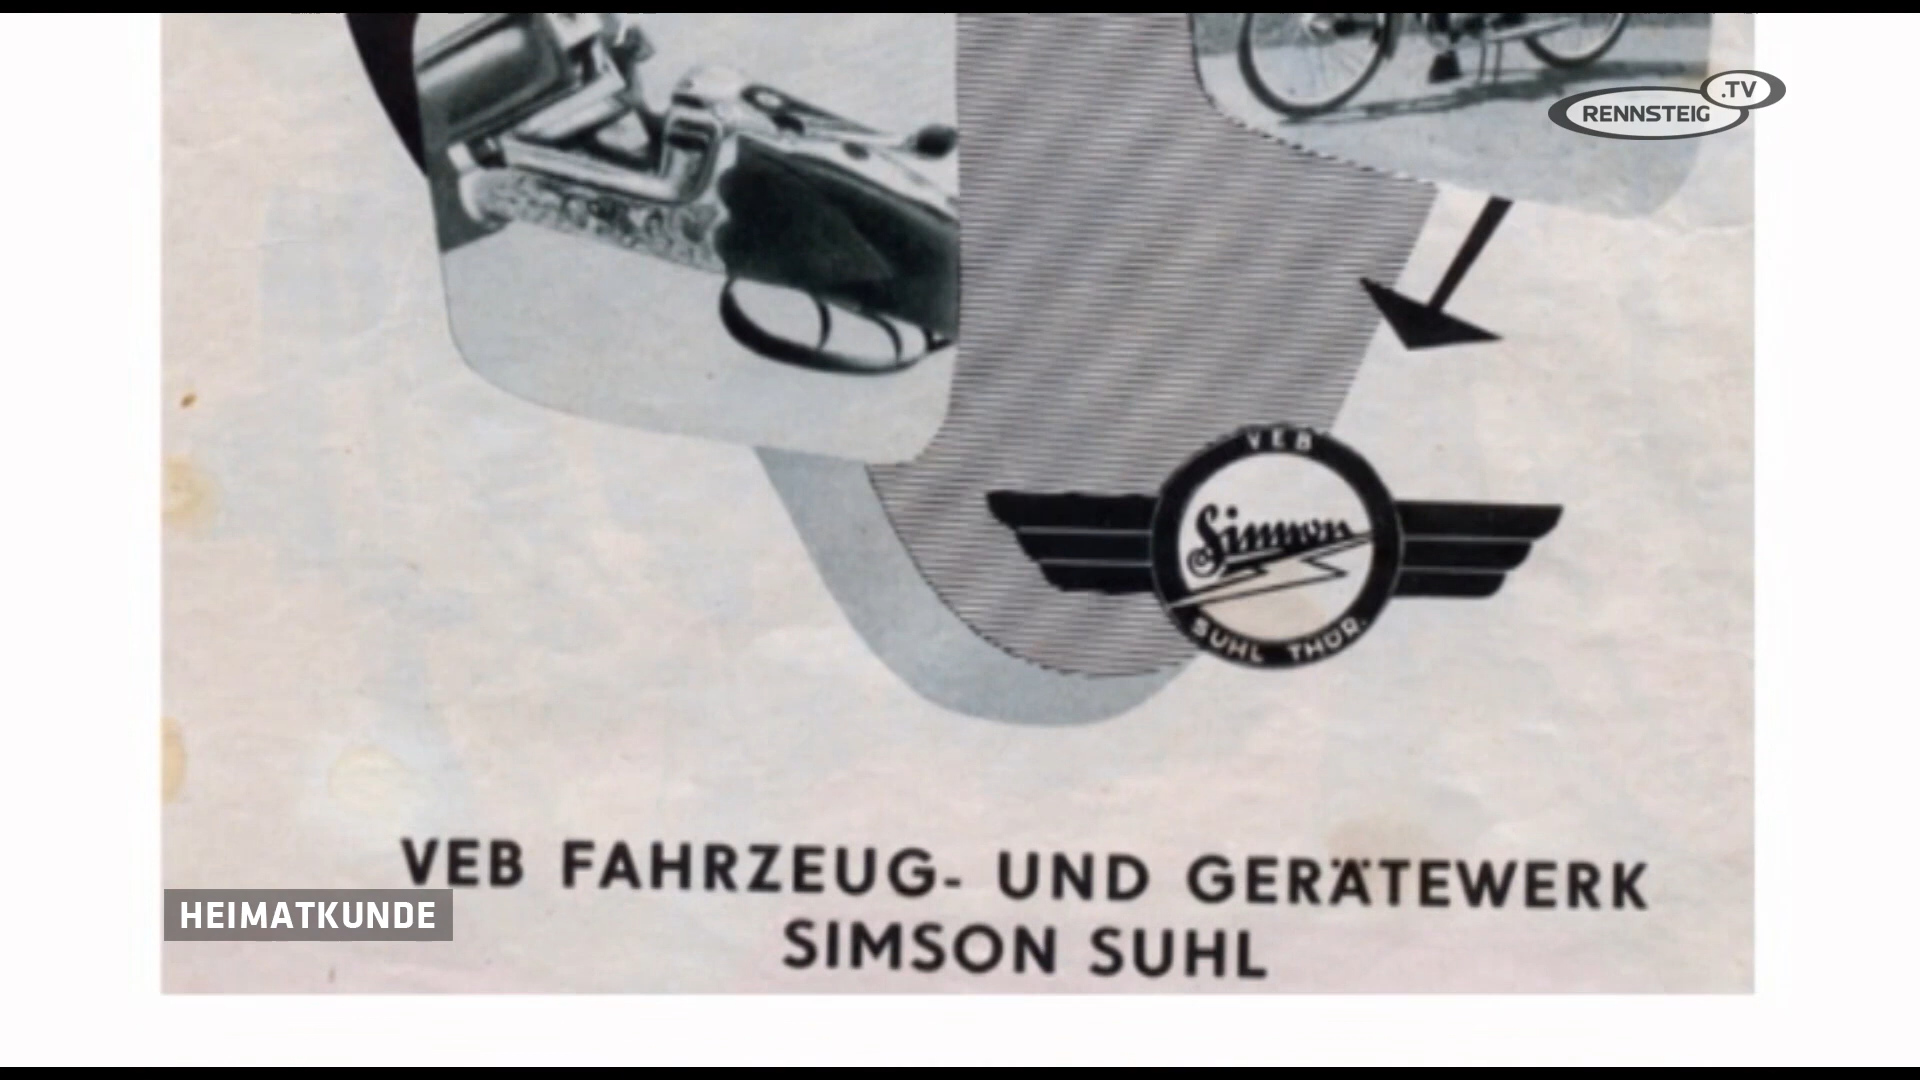 RENNSTEIG .TV
VEB
Simson
SUHL THÜR.
VEB FAHRZEUG- UND GERÄTEWERK
SIMSON SUHL
HEIMATKUNDE